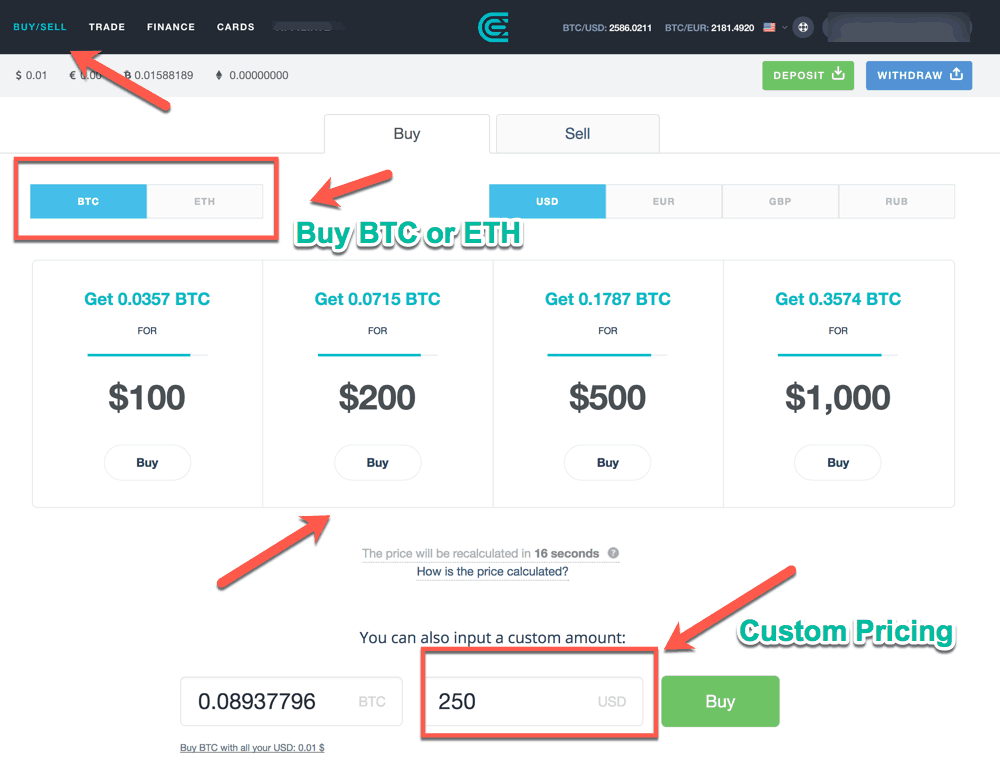 BUY/SELL TRADE FINANCE CARDS BTC/USD: 2586.0211 BTC/EUR: 2181.4920
$ 0.01 € 0.00 Ƀ 0.01588189 ♦ 0.00000000 DEPOSIT WITHDRAW
Buy Sell
BTC ETH USD EUR GBP RUB
Buy BTC or ETH
Get 0.0357 BTC Get 0.0715 BTC Get 0.1787 BTC Get 0.3574 BTC
FOR FOR FOR FOR
$100 $200 $500 $1,000
Buy Buy Buy Buy
The price will be recalculated in 16 seconds ?
How is the price calculated?
Custom Pricing
You can also input a custom amount:
0.08937796 BTC 250 USD Buy
Buy BTC with all your USD: 0.01 $